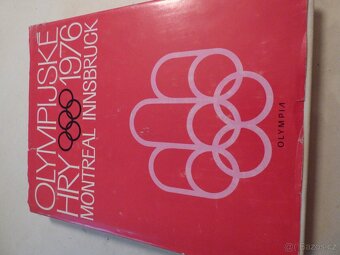 OLYMPIJSKÉ
HRY 1976
MONTREAL INNSBRUCK
OLYMPIA